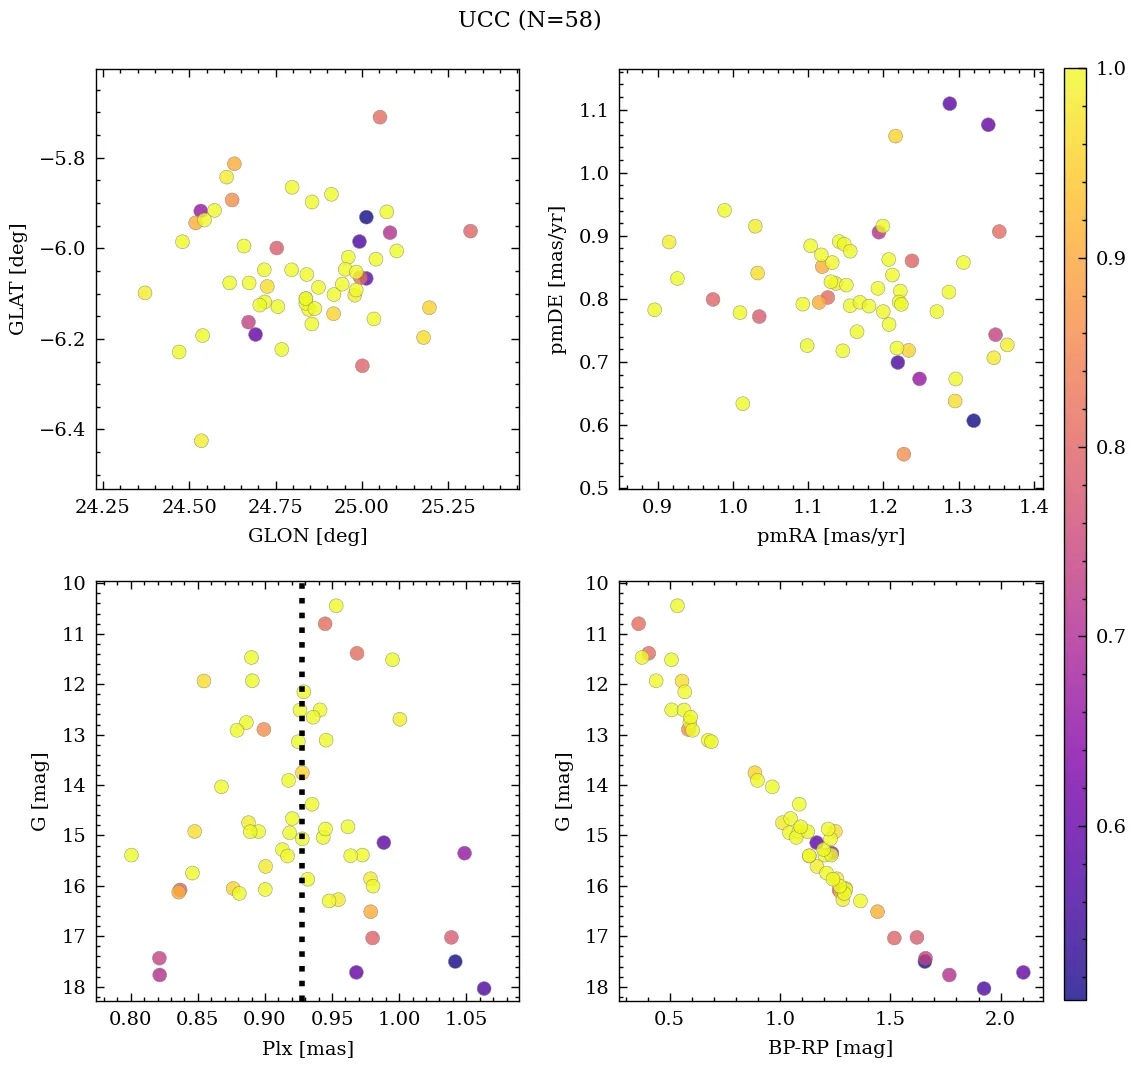 UCC (N=58)
−5.8
−6.0
−6.2
−6.4
GLAT [deg]
24.25 24.50 24.75 25.00 25.25
GLON [deg]
1.1
1.0
0.9
0.8
0.7
0.6
0.5
pmDE [mas/yr]
0.9 1.0 1.1 1.2 1.3 1.4
pmRA [mas/yr]
10
11
12
13
14
15
16
17
18
G [mag]
0.80 0.85 0.90 0.95 1.00 1.05
Plx [mas]
10
11
12
13
14
15
16
17
18
G [mag]
0.5 1.0 1.5 2.0
BP-RP [mag]
1.0
0.9
0.8
0.7
0.6